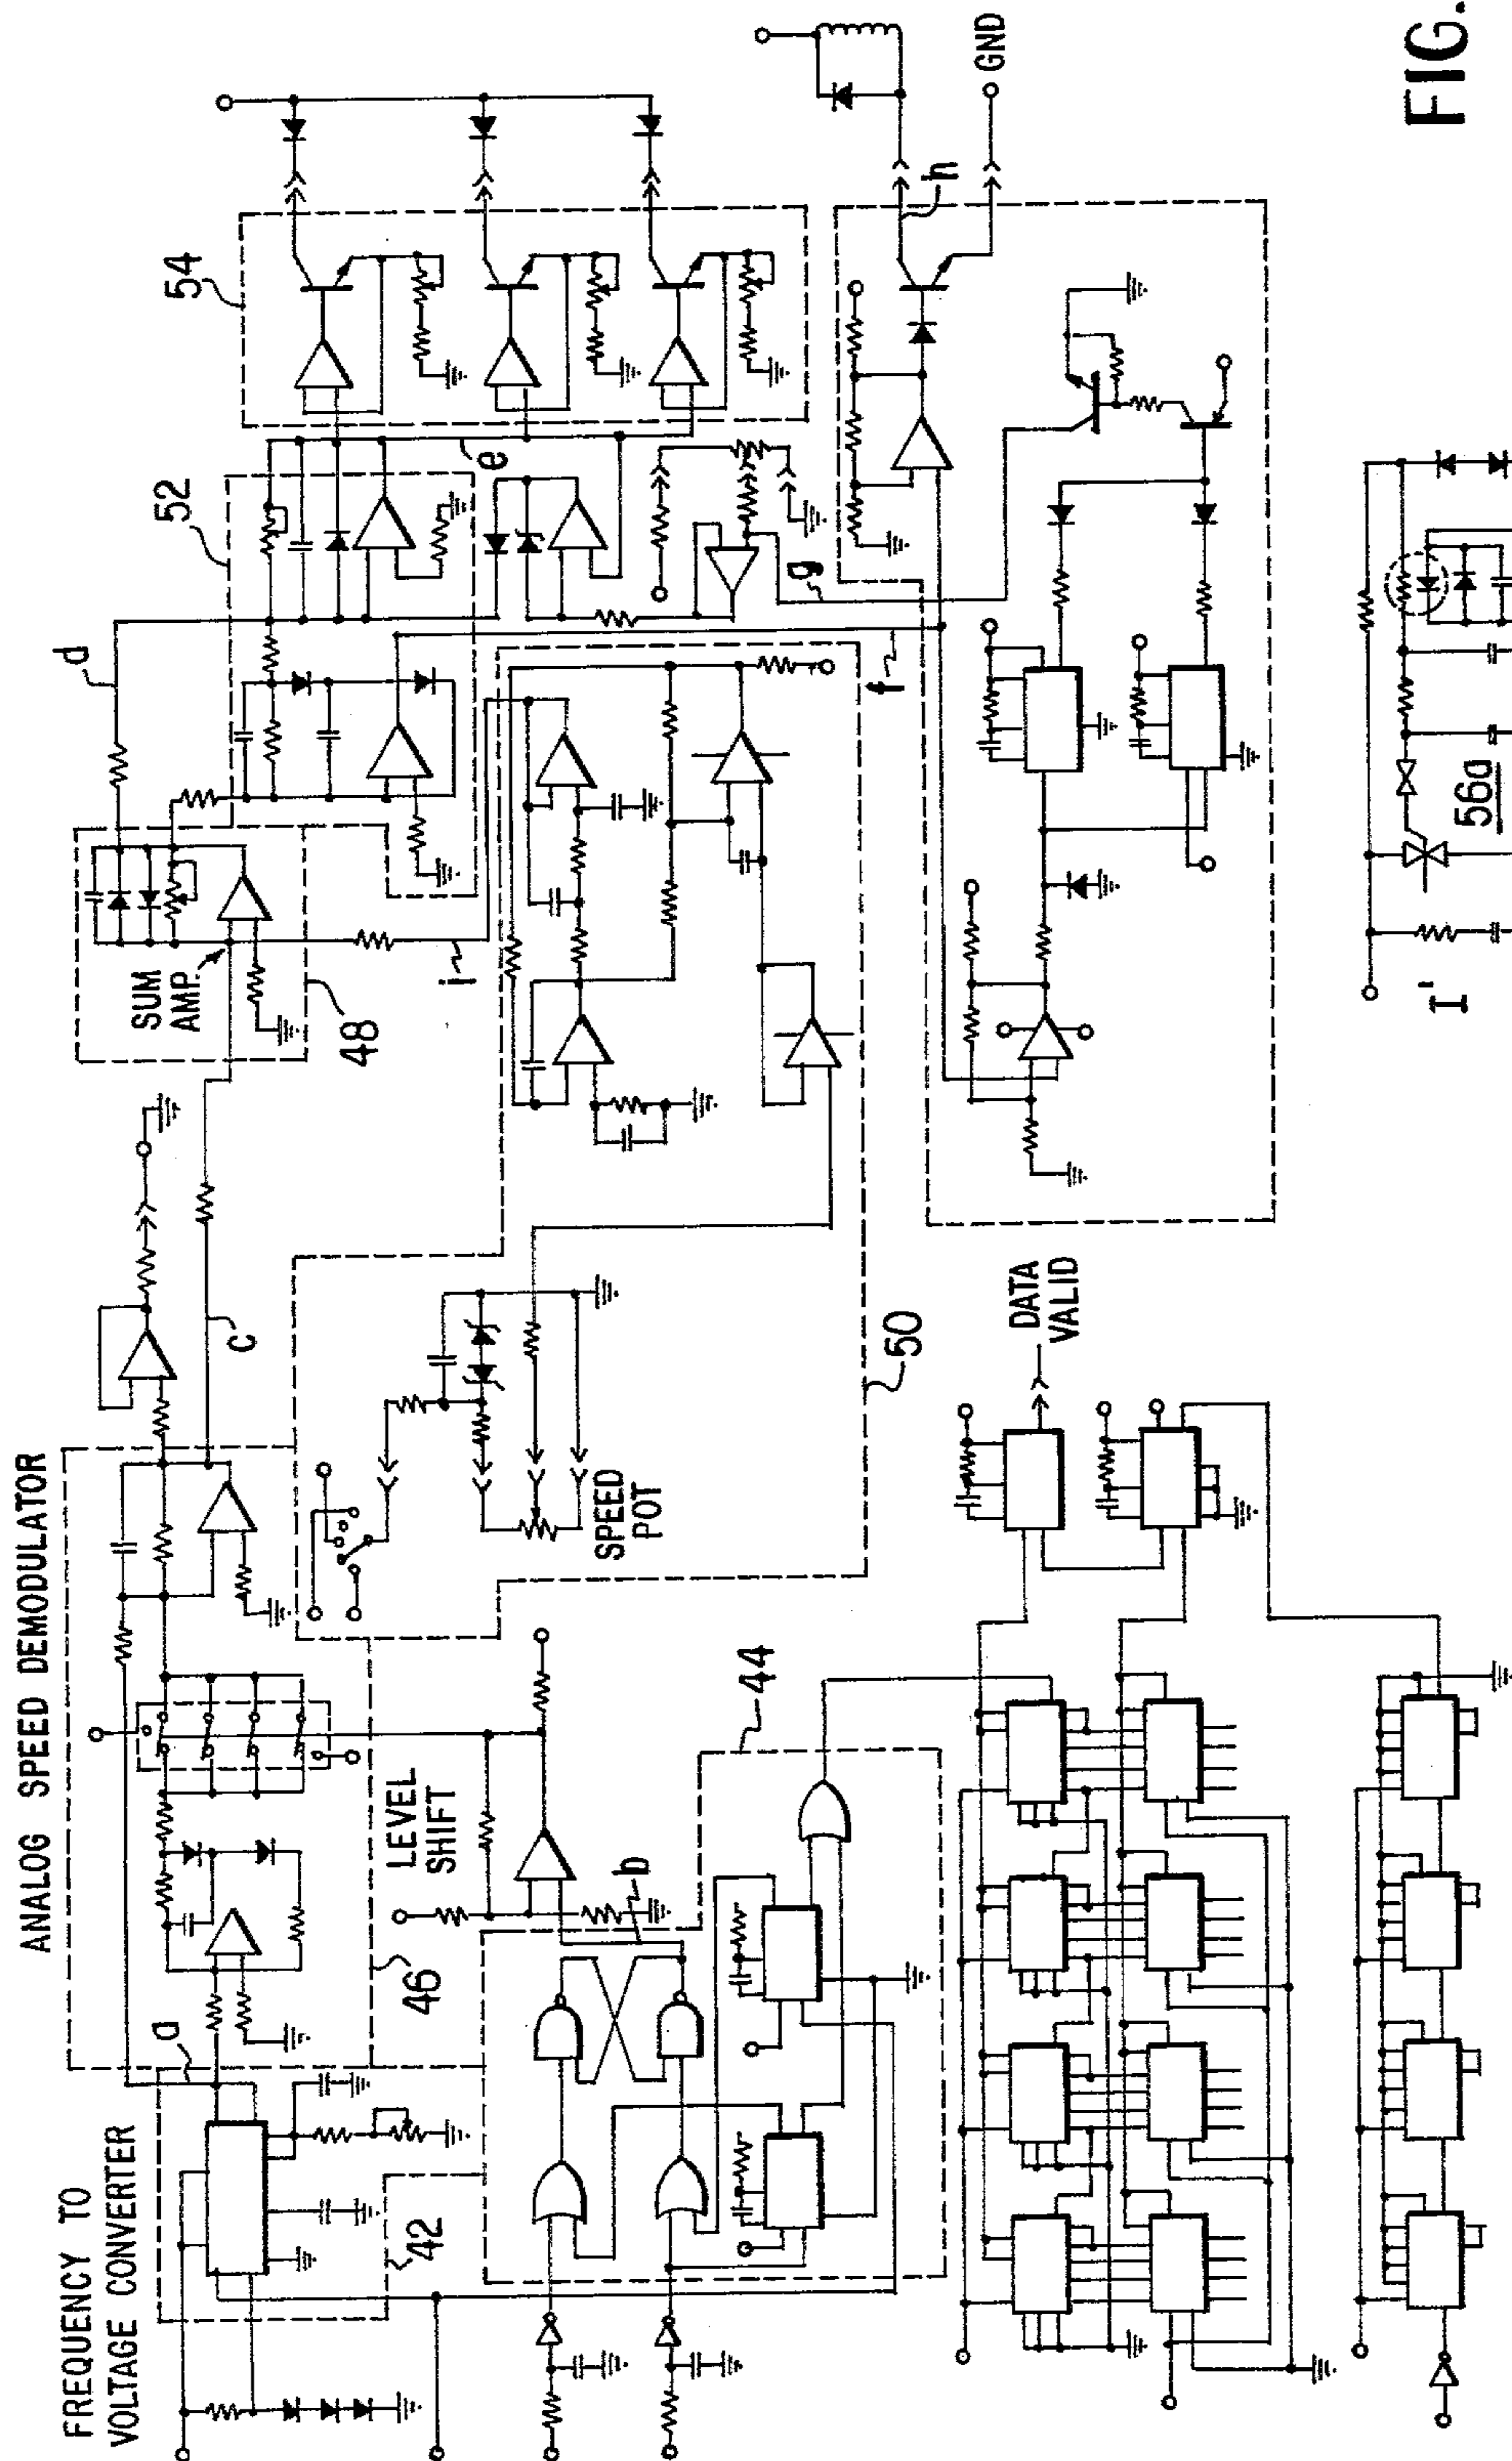 FREQUENCY TO
VOLTAGE CONVERTER
ANALOG SPEED DEMODULATOR
a
42
46
LEVEL
SHIFT
b
44
c
SUM
AMP.
48
d
52
54
e
i
f
g
h
GND
SPEED
POT
50
DATA
VALID
I'
56a
FIG.